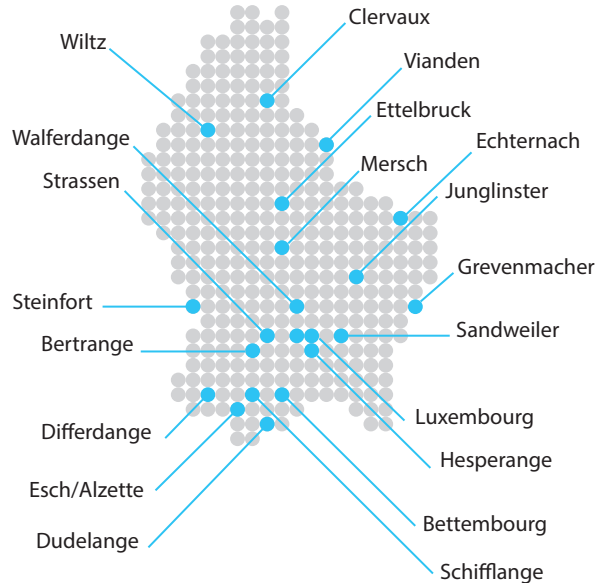 Clervaux
Wiltz
Vianden
Ettelbruck
Walferdange
Echternach
Mersch
Strassen
Junglinster
Grevenmacher
Steinfort
Sandweiler
Bertrange
Luxembourg
Differdange
Hesperange
Esch/Alzette
Bettembourg
Dudelange
Schifflange